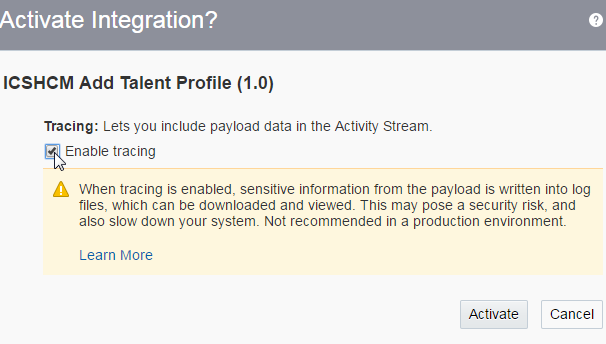 Activate Integration?
ICSHCM Add Talent Profile (1.0)
Tracing: Lets you include payload data in the Activity Stream.
Enable tracing
When tracing is enabled, sensitive information from the payload is written into log
files, which can be downloaded and viewed. This may pose a security risk, and
also slow down your system. Not recommended in a production environment.
Learn More
Activate Cancel